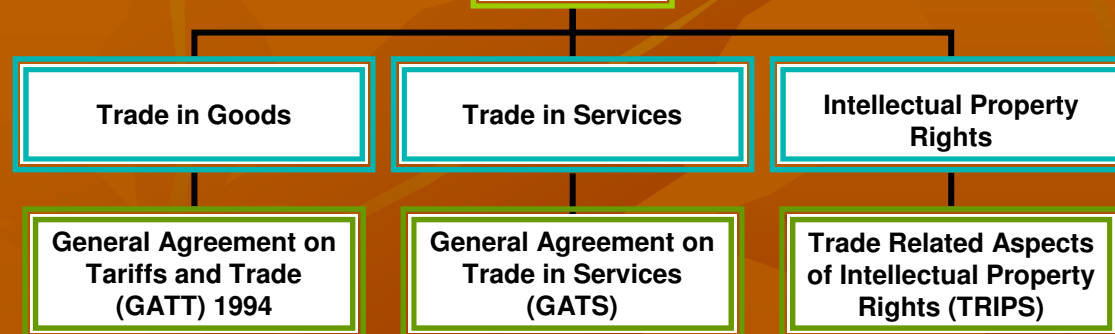 Trade in Goods
Trade in Services
Intellectual Property
Rights
General Agreement on
Tariffs and Trade
(GATT) 1994
General Agreement on
Trade in Services
(GATS)
Trade Related Aspects
of Intellectual Property
Rights (TRIPS)